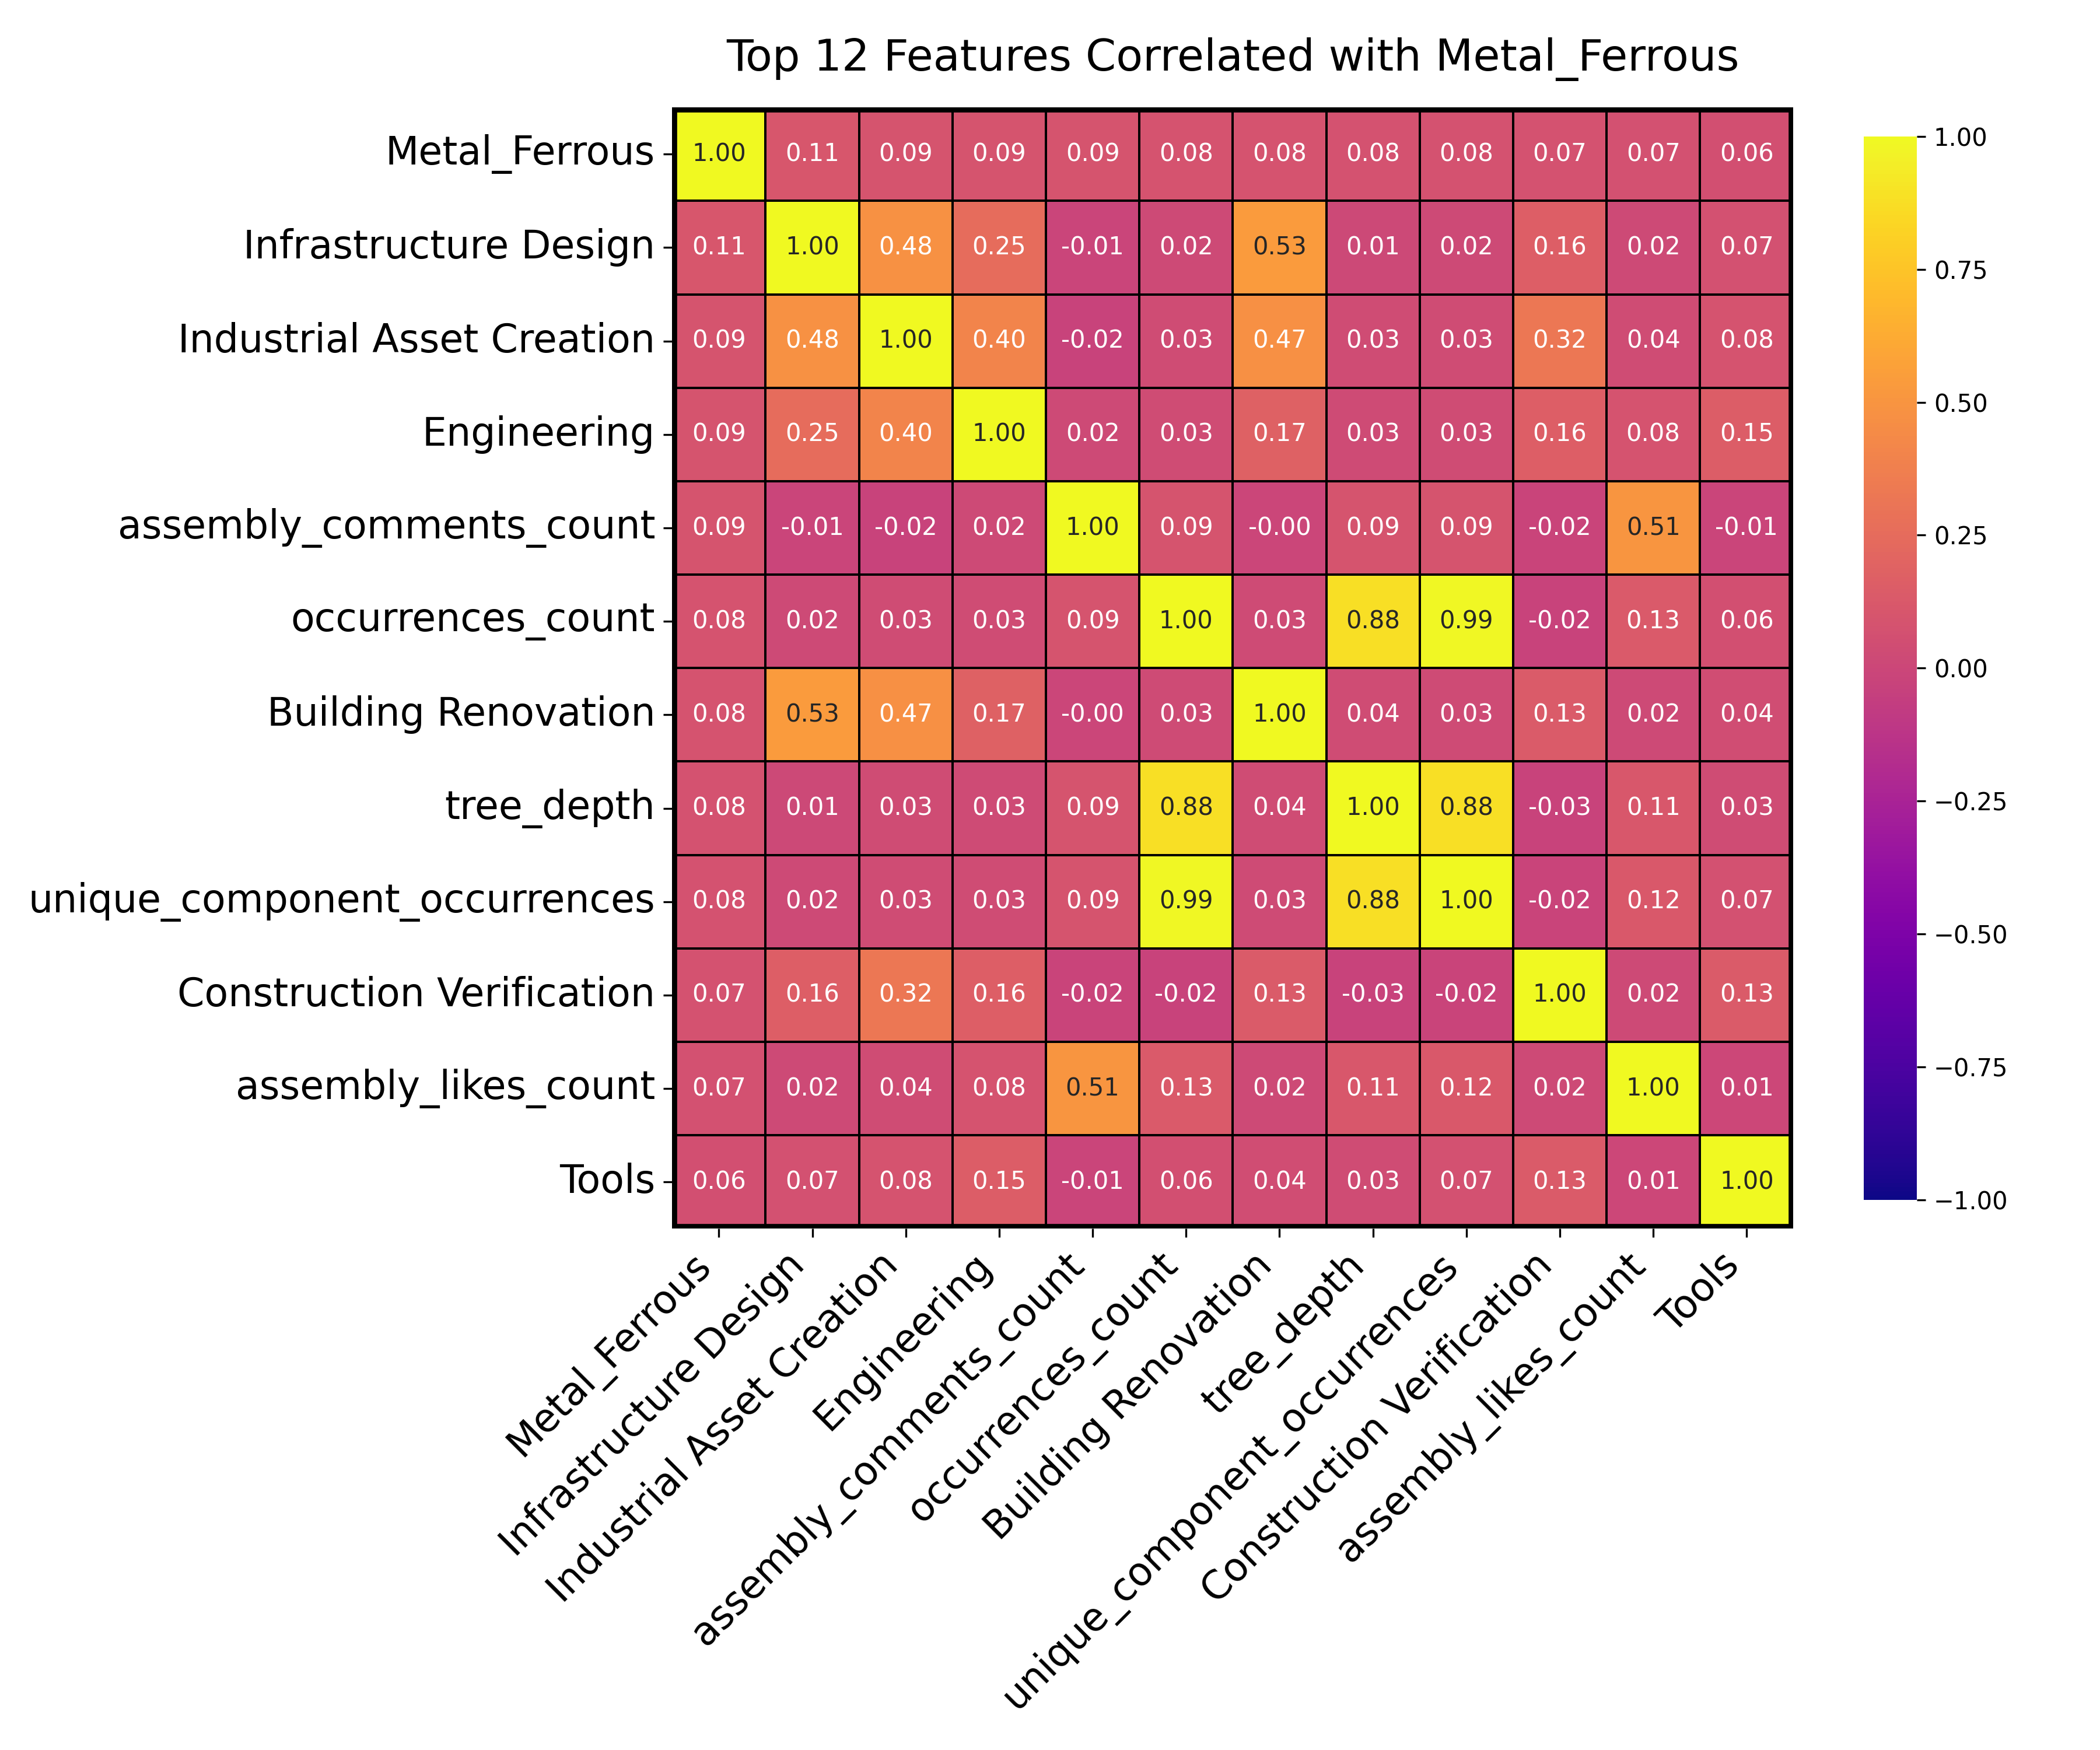 Top 12 Features Correlated with Metal_Ferrous
Metal_Ferrous 1.00 0.11 0.09 0.09 0.09 0.08 0.08 0.08 0.08 0.07 0.07 0.06
Infrastructure Design 0.11 1.00 0.48 0.25 -0.01 0.02 0.53 0.01 0.02 0.16 0.02 0.07
Industrial Asset Creation 0.09 0.48 1.00 0.40 -0.02 0.03 0.47 0.03 0.03 0.32 0.04 0.08
Engineering 0.09 0.25 0.40 1.00 0.02 0.03 0.17 0.03 0.03 0.16 0.08 0.15
assembly_comments_count 0.09 -0.01 -0.02 0.02 1.00 0.09 -0.00 0.09 0.09 -0.02 0.51 -0.01
occurrences_count 0.08 0.02 0.03 0.03 0.09 1.00 0.03 0.88 0.99 -0.02 0.13 0.06
Building Renovation 0.08 0.53 0.47 0.17 -0.00 0.03 1.00 0.04 0.03 0.13 0.02 0.04
tree_depth 0.08 0.01 0.03 0.03 0.09 0.88 0.04 1.00 0.88 -0.03 0.11 0.03
unique_component_occurrences 0.08 0.02 0.03 0.03 0.09 0.99 0.03 0.88 1.00 -0.02 0.12 0.07
Construction Verification 0.07 0.16 0.32 0.16 -0.02 -0.02 0.13 -0.03 -0.02 1.00 0.02 0.13
assembly_likes_count 0.07 0.02 0.04 0.08 0.51 0.13 0.02 0.11 0.12 0.02 1.00 0.01
Tools 0.06 0.07 0.08 0.15 -0.01 0.06 0.04 0.03 0.07 0.13 0.01 1.00
Metal_Ferrous
Infrastructure Design
Industrial Asset Creation
Engineering
assembly_comments_count
occurrences_count
Building Renovation
tree_depth
unique_component_occurrences
Construction Verification
assembly_likes_count
Tools
1.00
0.75
0.50
0.25
0.00
−0.25
−0.50
−0.75
−1.00